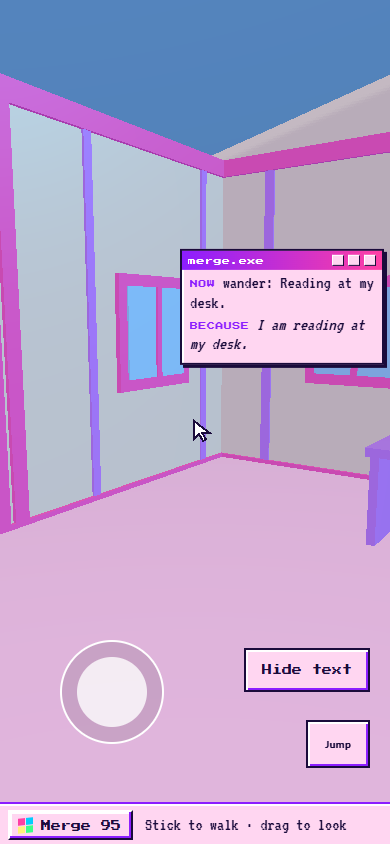 merge.exe
NOW wander: Reading at my
desk.
BECAUSE I am reading at
my desk.
Hide text
Jump
Merge 95 Stick to walk · drag to look